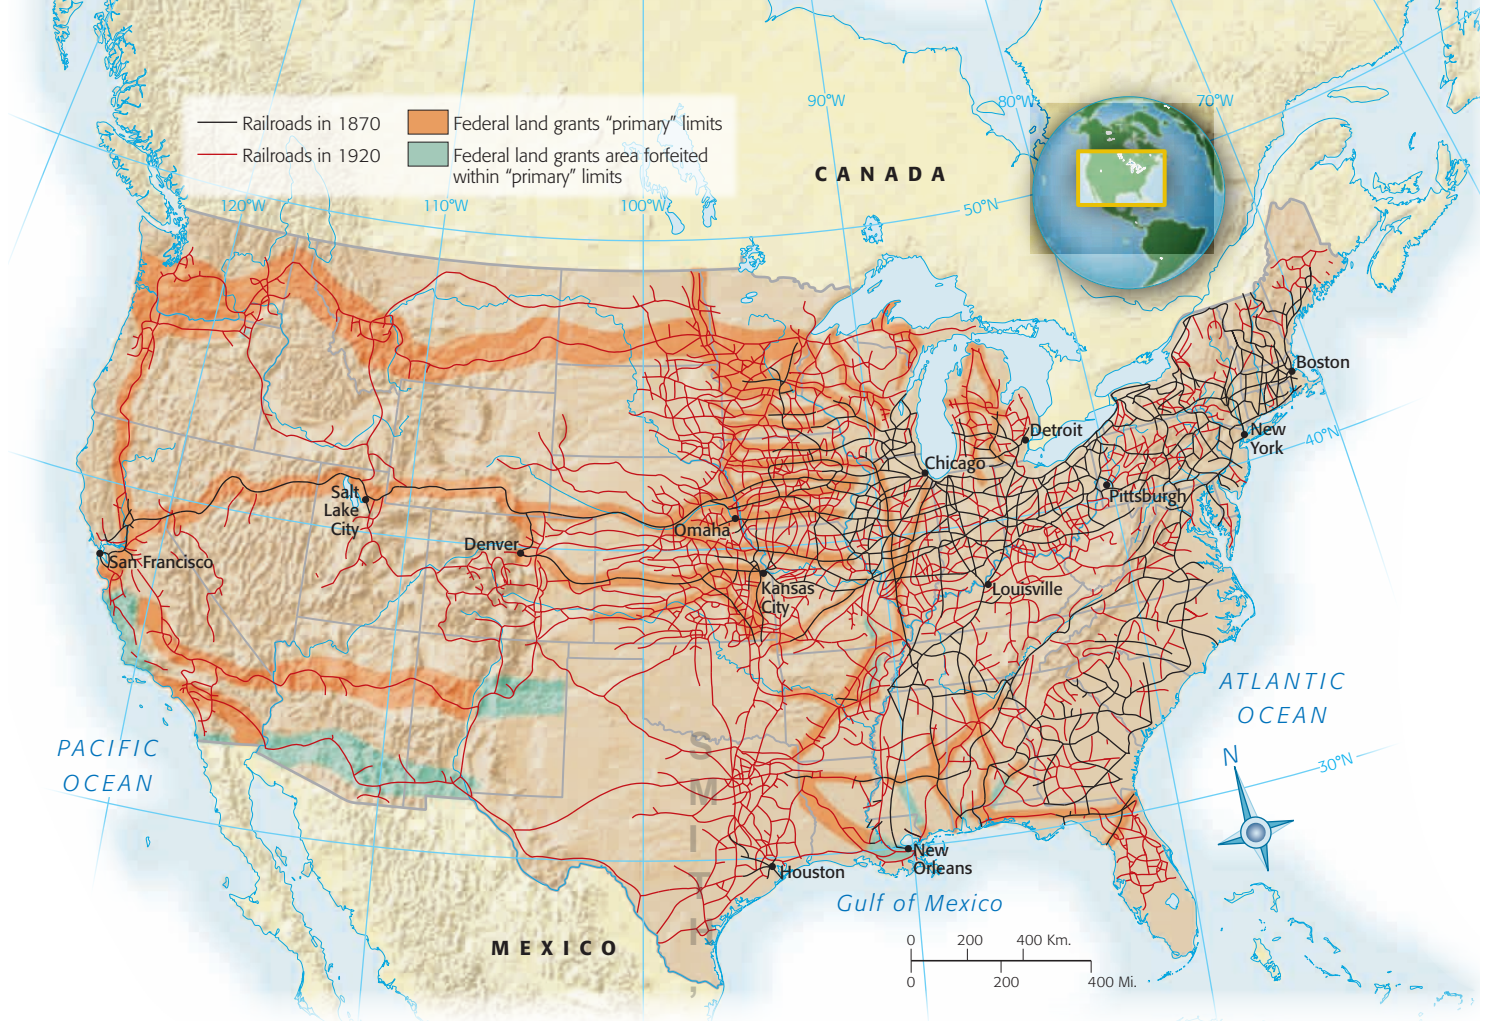 Railroads in 1870
Railroads in 1920
Federal land grants “primary” limits
Federal land grants area forfeited
within “primary” limits
120°W
110°W
100°W
90°W
80°W
70°W
50°N
40°N
30°N
CANADA
Boston
New
York
Detroit
Chicago
Pittsburgh
Salt
Lake
City
Omaha
Denver
San Francisco
Kansas
City
Louisville
ATLANTIC
OCEAN
PACIFIC
OCEAN
N
New
Orleans
Houston
Gulf of Mexico
MEXICO
0 200 400 Km.
0 200 400 Mi.
S
M
I
T
H
,